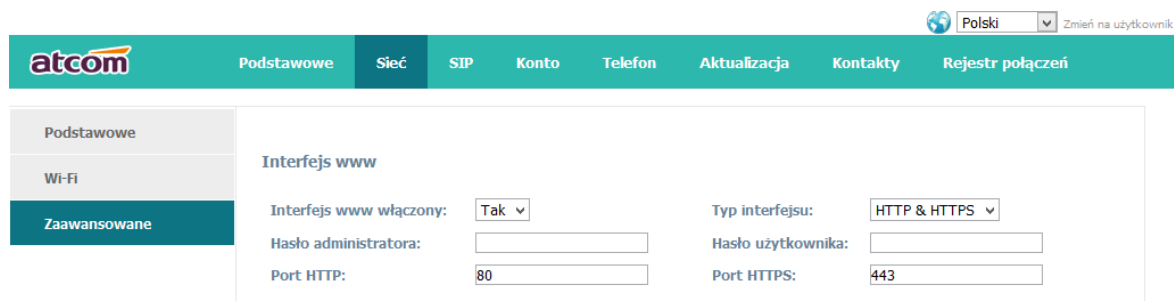 Polski Zmień na użytkownik
atcom Podstawowe Sieć SIP Konto Telefon Aktualizacja Kontakty Rejestr połączeń
Podstawowe
Wi-Fi
Zaawansowane
Interfejs www
Interfejs www włączony: Tak Typ interfejsu: HTTP & HTTPS
Hasło administratora: Hasło użytkownika:
Port HTTP: 80 Port HTTPS: 443